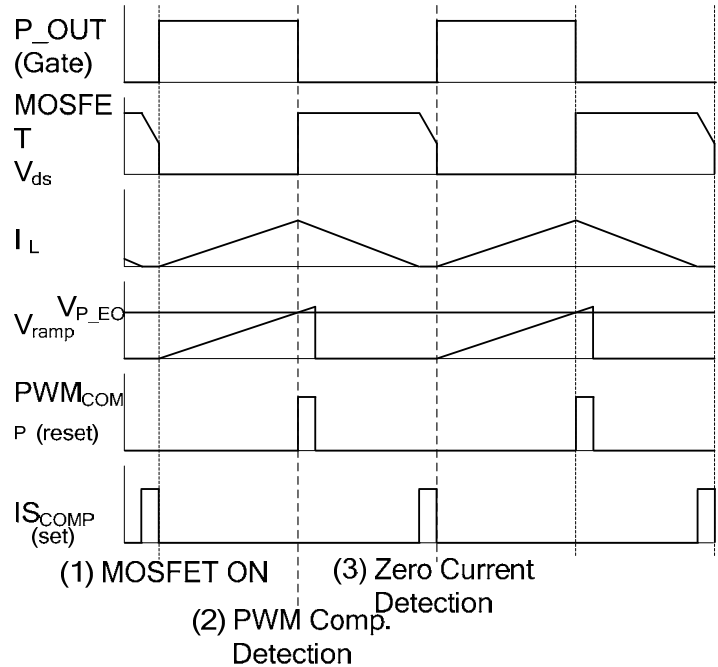 P_OUT
(Gate)
MOSFE
T
Vds
IL
VP_EO
Vramp
PWMCOM
P (reset)
ISCOMP
(set)
(1) MOSFET ON
(3) Zero Current
Detection
(2) PWM Comp.
Detection